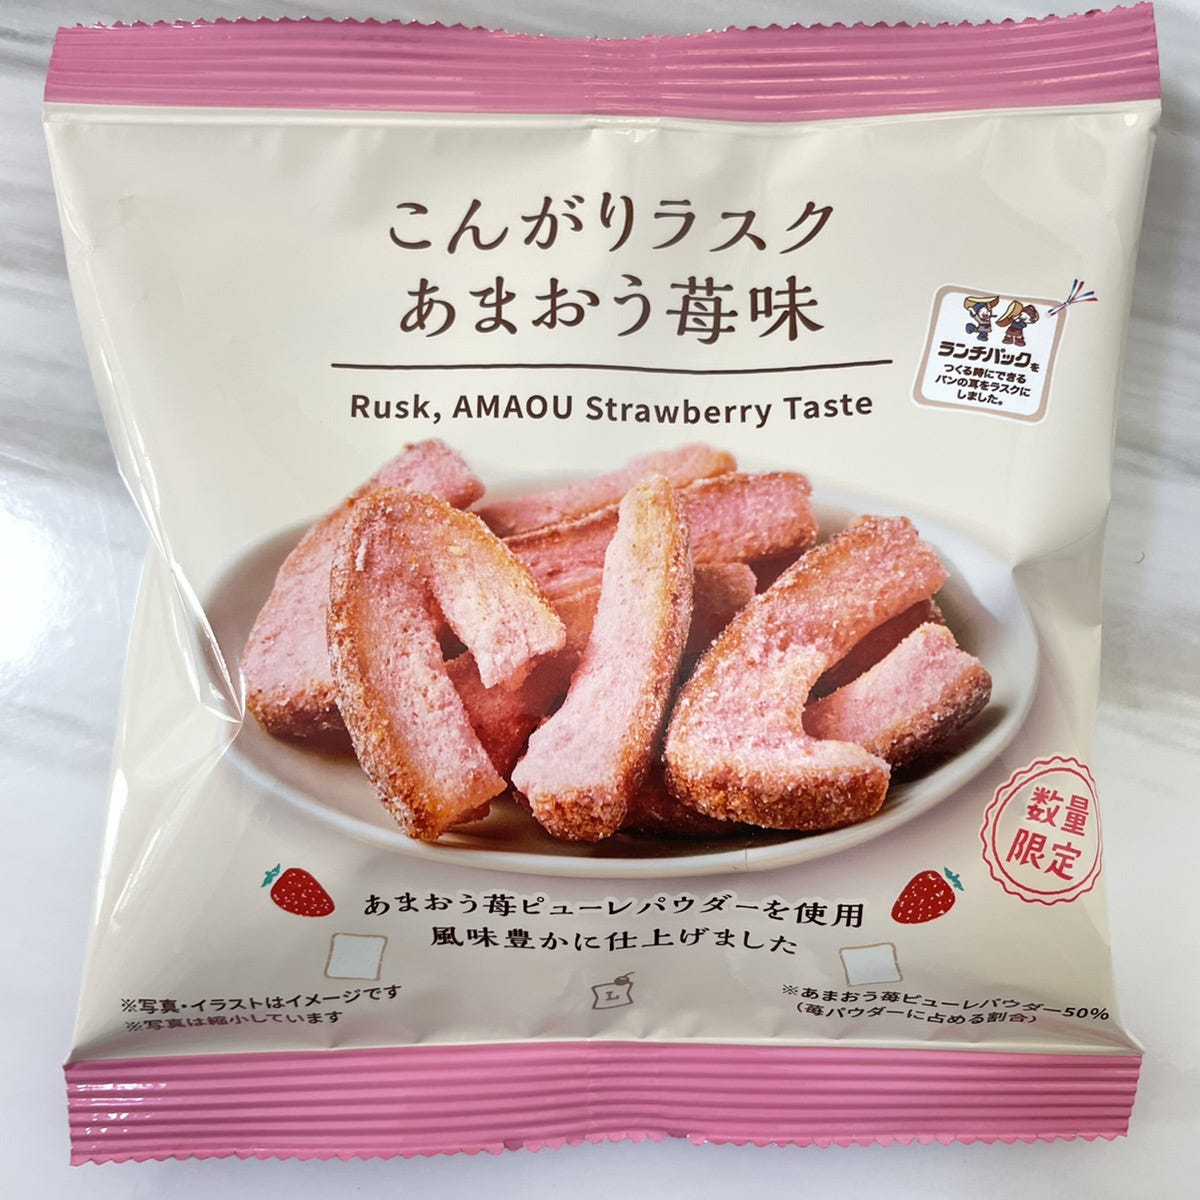 こんがりラスク
あまおう苺味
Rusk, AMAOU Strawberry Taste
ランチパックを
つくる時にできる
パンの耳をラスクに
しました。
数量
限定
あまおう苺ピューレパウダーを使用
風味豊かに仕上げました
L
※写真・イラストはイメージです
※写真は縮小しています
※あまおう苺ピューレパウダー50%
(苺パウダーに占める割合)